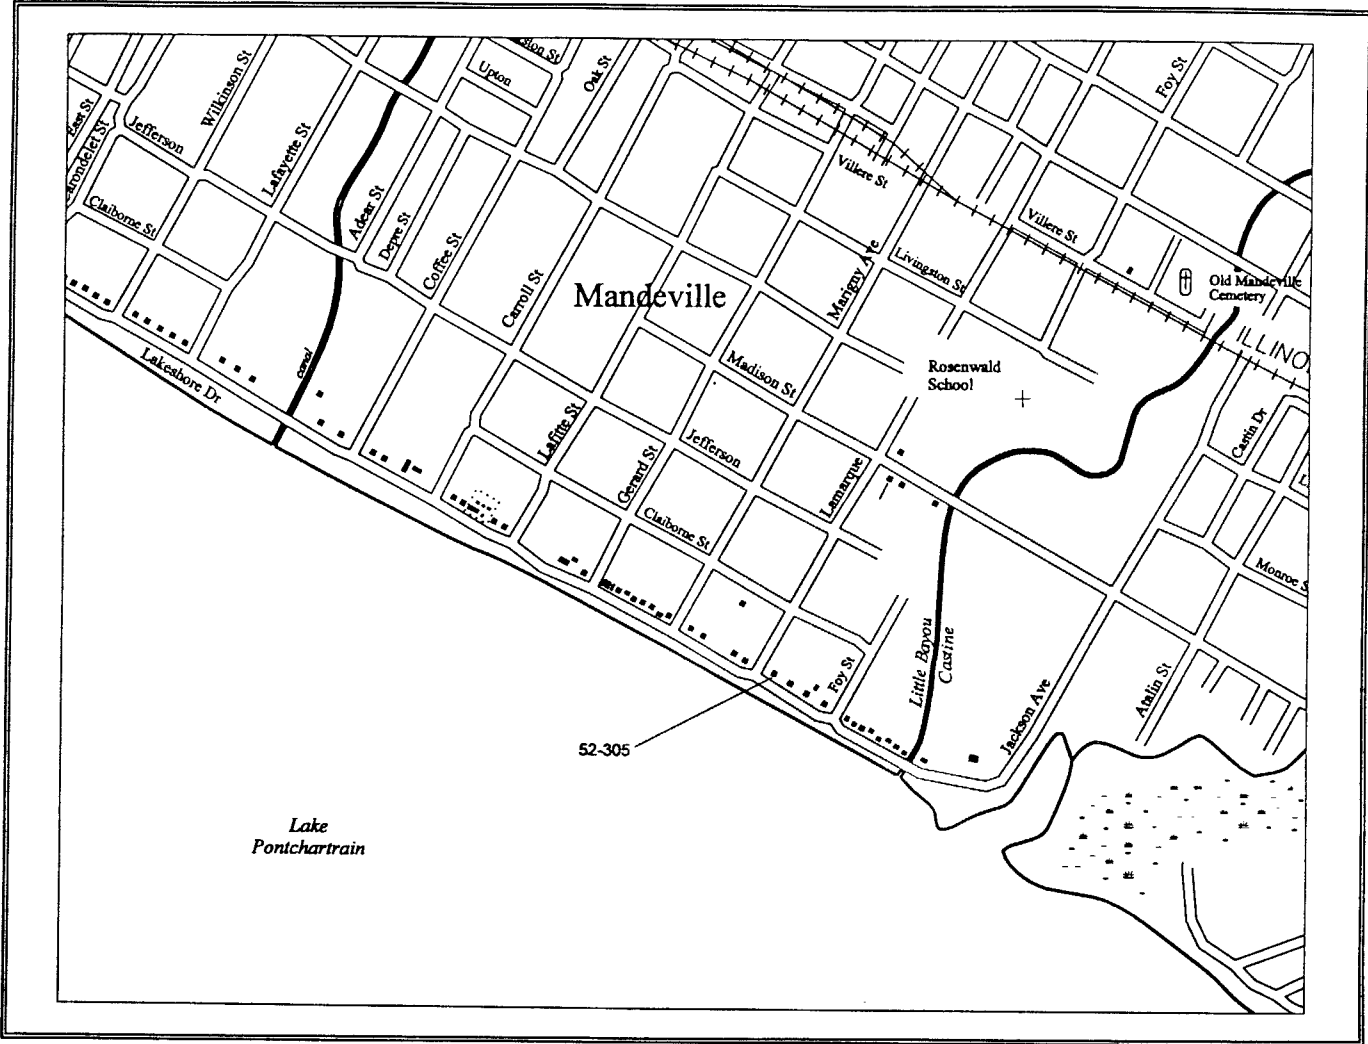 Upton
Oak St
Foy St
Wilkinson St
East St
Jefferson
Lafayette St
Claiborne St
Adear St
Depre St
Coffee St
Carroll St
Villere St
Villere St
Livingston St
Marigny Ave
Old Mandeville
Cemetery
ILLINO
Mandeville
Lakeshore Dr
canal
Madison St
Rosenwald
School
Castin Dr
Lafitte St
Jefferson
Gerard St
Lamarque
Claiborne St
Monroe S
Little Bayou
Castine
Foy St
Jackson Ave
Atalin St
52-305
Lake
Pontchartrain